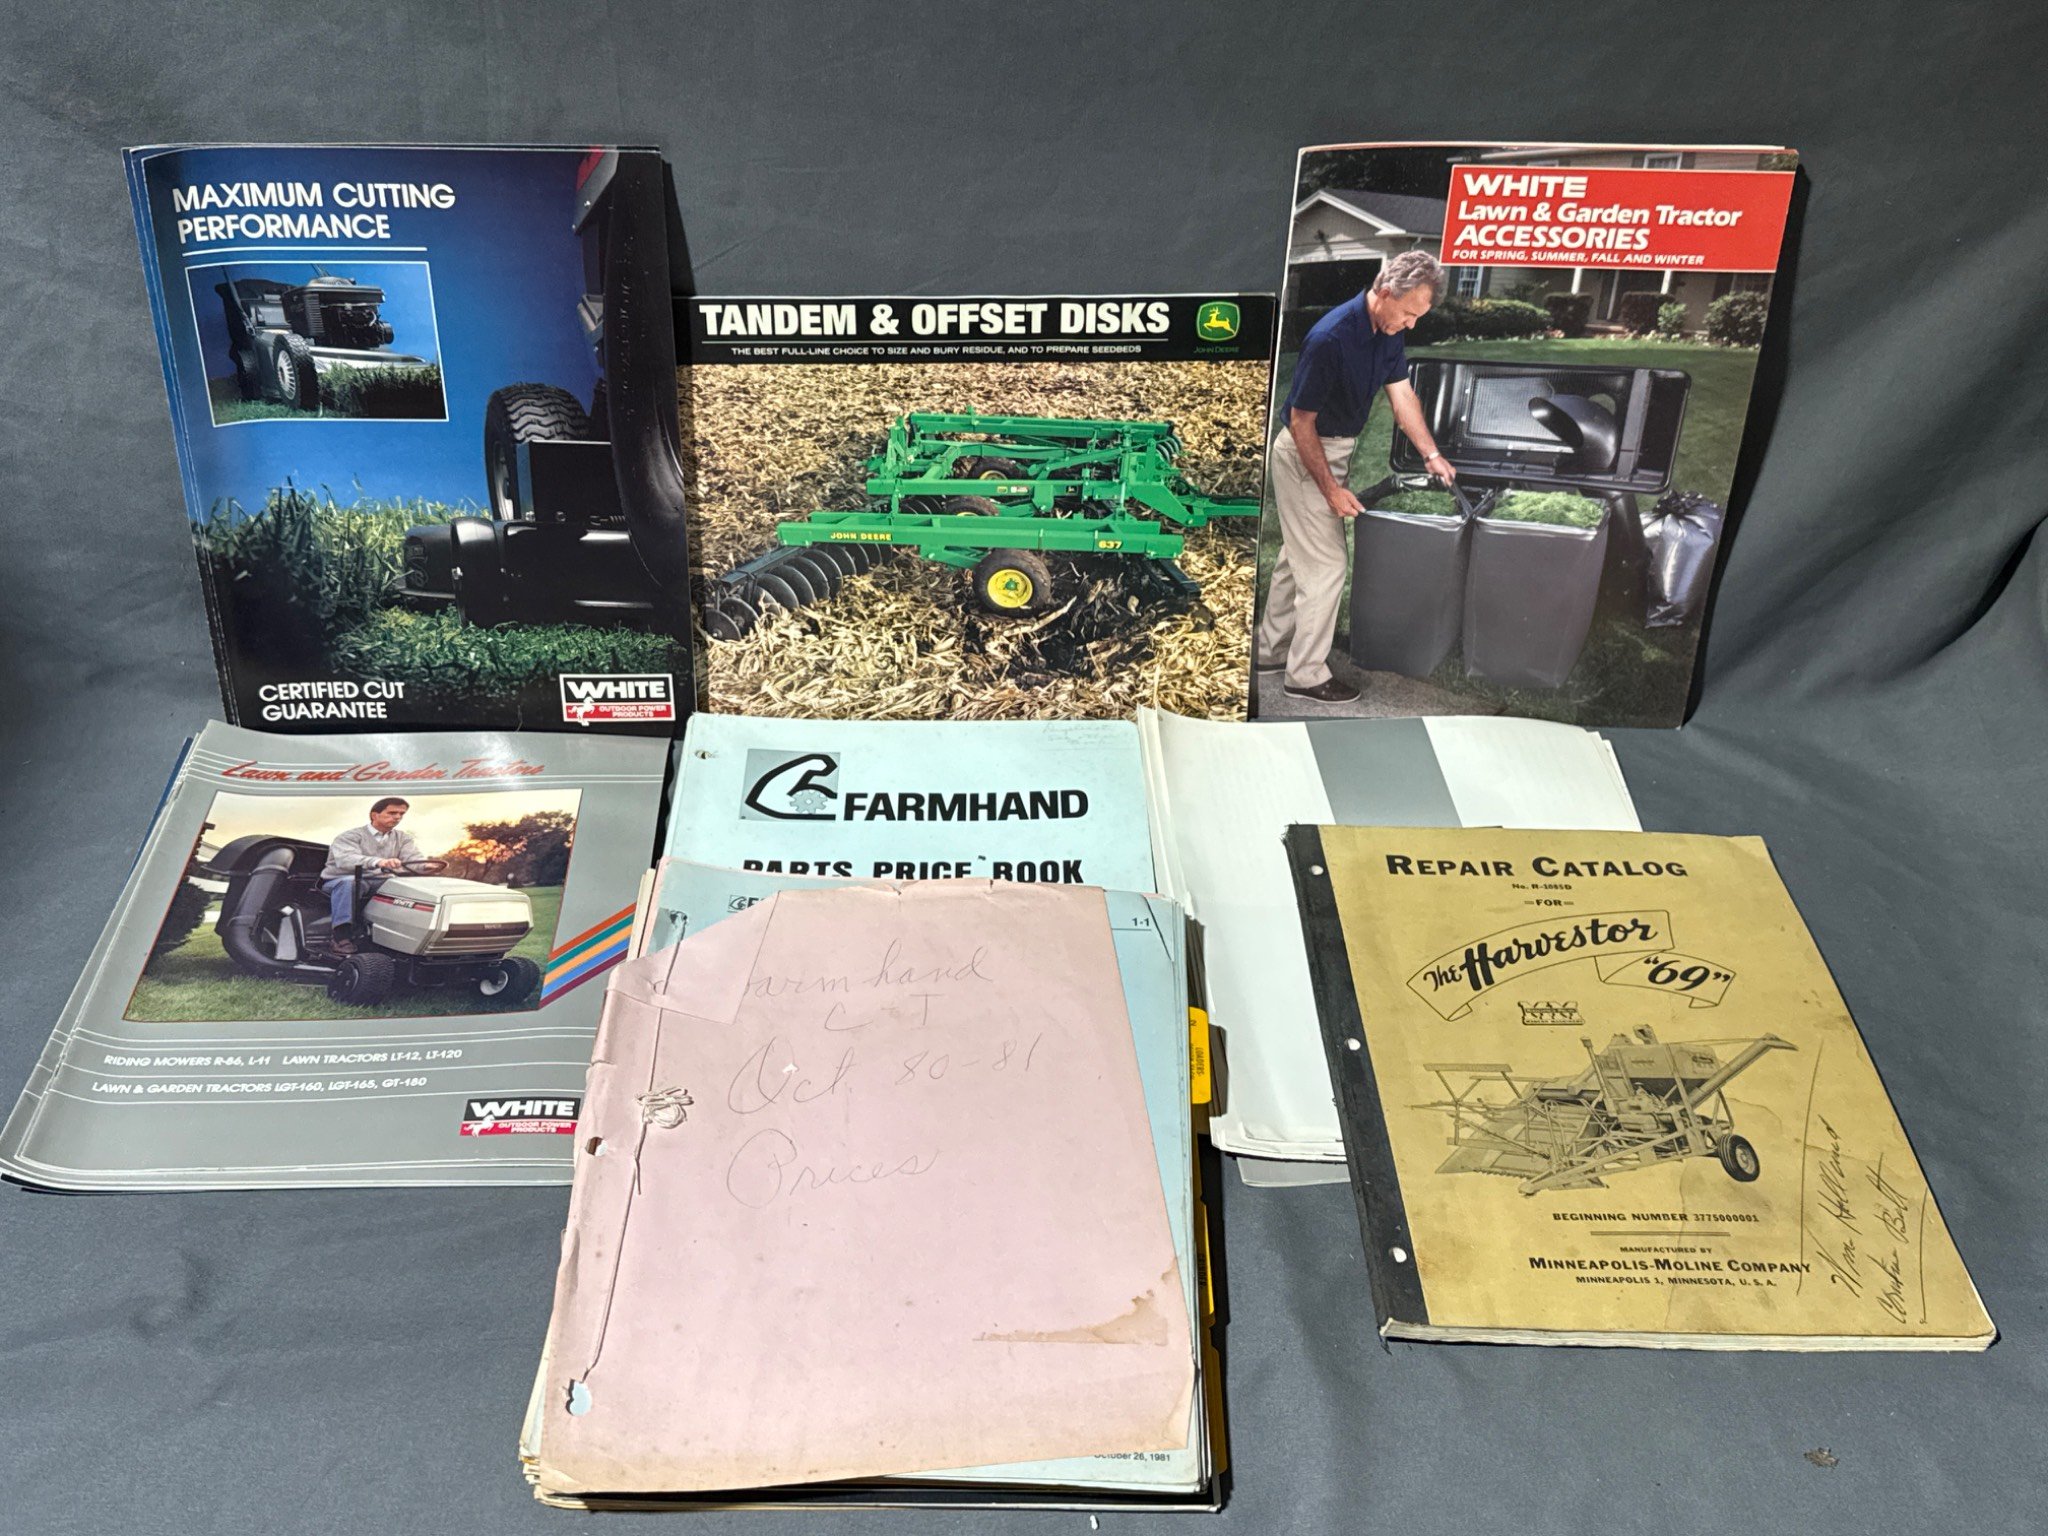 MAXIMUM CUTTING
PERFORMANCE
CERTIFIED CUT
GUARANTEE
WHITE
OUTDOOR POWER
PRODUCTS
TANDEM & OFFSET DISKS
JOHN DEERE
THE BEST FULL-LINE CHOICE TO SIZE AND BURY RESIDUE, AND TO PREPARE SEEDBEDS
JOHN DEERE
637
WHITE
Lawn & Garden Tractor
ACCESSORIES
FOR SPRING, SUMMER, FALL AND WINTER
Lawn and Garden Tractors
WHITE
RIDING MOWERS R-86, L-11 LAWN TRACTORS LT-12, LT-120
LAWN & GARDEN TRACTORS LGT-160, LGT-165, GT-180
WHITE
OUTDOOR POWER
PRODUCTS
FARMHAND
PARTS PRICE BOOK
1-1
armhand
C T
Oct. 80-81
Prices
October 26, 1981
LOADERS
REPAIR CATALOG
No. R-1085D
FOR
The Harvestor
"69"
BEGINNING NUMBER 3775000001
MANUFACTURED BY
MINNEAPOLIS-MOLINE COMPANY
MINNEAPOLIS 1, MINNESOTA, U. S. A.